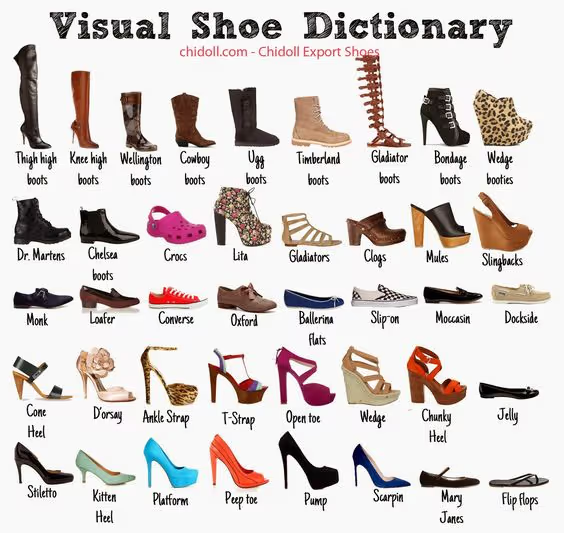 Visual Shoe Dictionary
chidoll.com - Chidoll Export Shoes
Thigh high boots
Knee high boots
Wellington boots
Cowboy boots
Ugg boots
Timberland boots
Gladiator boots
Bondage boots
Wedge booties
Dr. Martens
Chelsea boots
Crocs
Lita
Gladiators
Clogs
Mules
Slingbacks
Monk
Loafer
Converse
Oxford
Ballerina flats
Slip-on
Moccasin
Dockside
Cone Heel
D'orsay
Ankle Strap
T-Strap
Open toe
Wedge
Chunky Heel
Jelly
Stiletto
Kitten Heel
Platform
Peep toe
Pump
Scarpin
Mary Janes
Flip flops